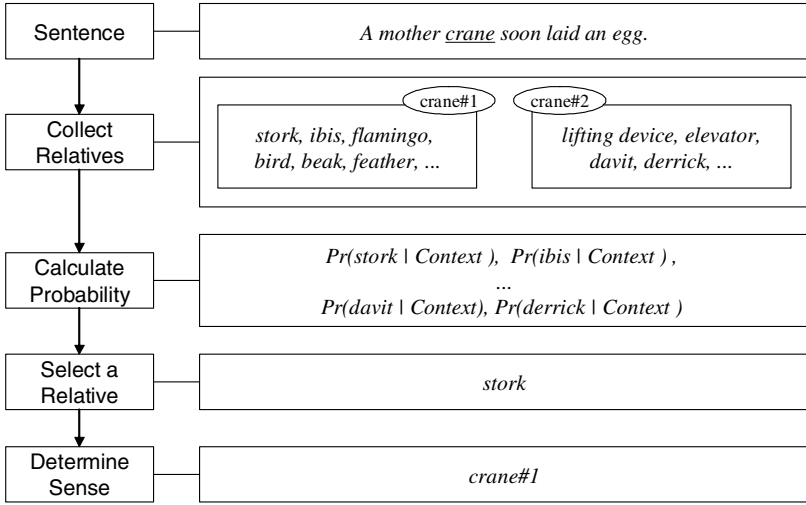 Sentence
A mother crane soon laid an egg.
Collect
Relatives
crane#1
stork, ibis, flamingo,
bird, beak, feather, ...
crane#2
lifting device, elevator,
davit, derrick, ...
Calculate
Probability
Pr(stork | Context ), Pr(ibis | Context ) ,
...
Pr(davit | Context), Pr(derrick | Context )
Select a
Relative
stork
Determine
Sense
crane#1